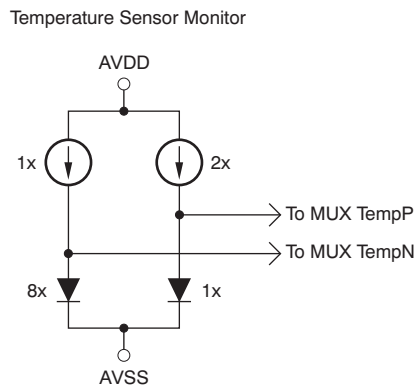 Temperature Sensor Monitor
AVDD
1x
2x
To MUX TempP
To MUX TempN
8x
1x
AVSS